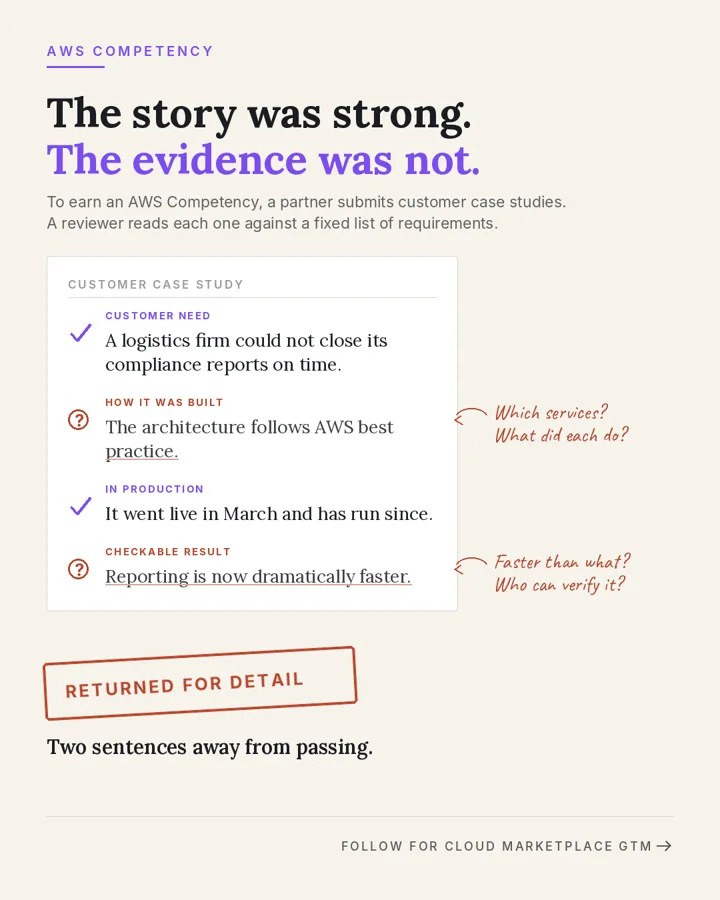 AWS COMPETENCY
The story was strong.
The evidence was not.
To earn an AWS Competency, a partner submits customer case studies.
A reviewer reads each one against a fixed list of requirements.
CUSTOMER CASE STUDY
CUSTOMER NEED
A logistics firm could not close its
compliance reports on time.
HOW IT WAS BUILT
The architecture follows AWS best
practice.
Which services?
What did each do?
IN PRODUCTION
It went live in March and has run since.
CHECKABLE RESULT
Reporting is now dramatically faster.
Faster than what?
Who can verify it?
RETURNED FOR DETAIL
Two sentences away from passing.
FOLLOW FOR CLOUD MARKETPLACE GTM →